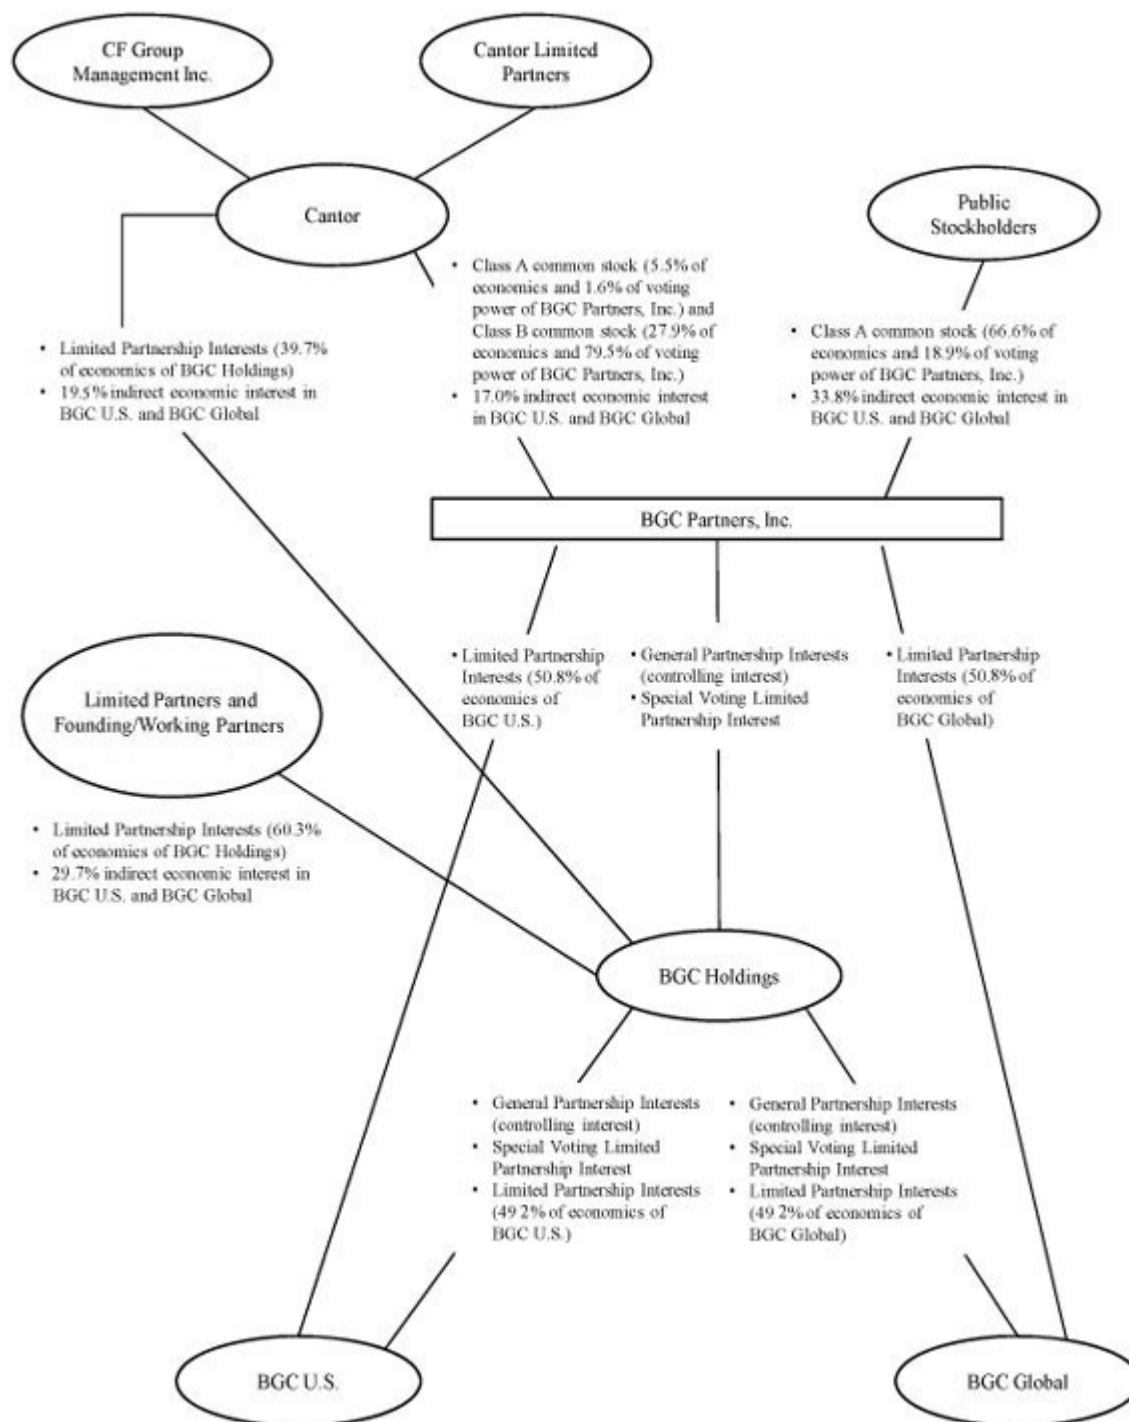 CF Group
Management Inc.
Cantor Limited
Partners
Cantor
Public
Stockholders
• Class A common stock (5.5% of
economics and 1.6% of voting
power of BGC Partners, Inc.) and
Class B common stock (27.9% of
economics and 79.5% of voting
power of BGC Partners, Inc.)
• 17.0% indirect economic interest
in BGC U.S. and BGC Global
• Class A common stock (66.6% of
economics and 18.9% of voting
power of BGC Partners, Inc.)
• 33.8% indirect economic interest in
BGC U.S. and BGC Global
• Limited Partnership Interests (39.7%
of economics of BGC Holdings)
• 19.5% indirect economic interest in
BGC U.S. and BGC Global
BGC Partners, Inc.
• Limited Partnership
Interests (50.8% of
economics of
BGC U.S.)
• General Partnership Interests
(controlling interest)
• Special Voting Limited
Partnership Interest
• Limited Partnership
Interests (50.8% of
economics of
BGC Global)
Limited Partners and
Founding/Working Partners
• Limited Partnership Interests (60.3%
of economics of BGC Holdings)
• 29.7% indirect economic interest in
BGC U.S. and BGC Global
BGC Holdings
• General Partnership Interests
(controlling interest)
• Special Voting Limited
Partnership Interest
• Limited Partnership Interests
(49.2% of economics of
BGC U.S.)
• General Partnership Interests
(controlling interest)
• Special Voting Limited
Partnership Interest
• Limited Partnership Interests
(49.2% of economics of
BGC Global)
BGC U.S.
BGC Global